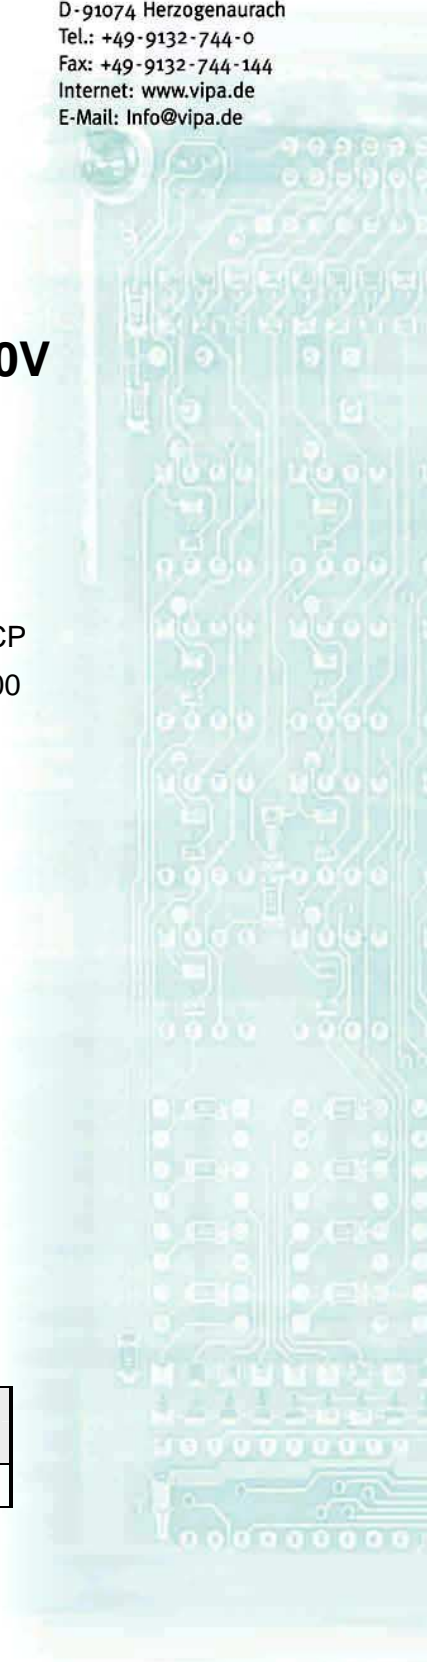 D-91074 Herzogenaurach
Tel.: +49-9132-744-0
Fax: +49-9132-744-144
Internet: www.vipa.de
E-Mail: Info@vipa.de
0V
CP
00